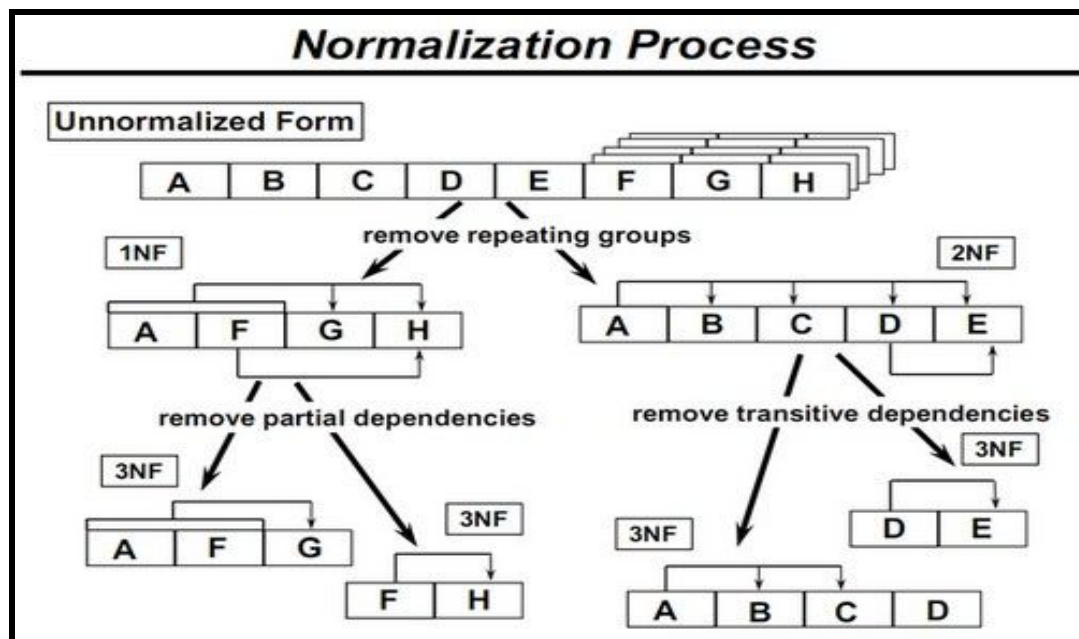 Normalization Process
Unnormalized Form
A B C D E F G H
remove repeating groups
1NF
2NF
A F G H
A B C D E
remove partial dependencies
remove transitive dependencies
3NF
3NF
3NF
3NF
A F G
F H
D E
A B C D